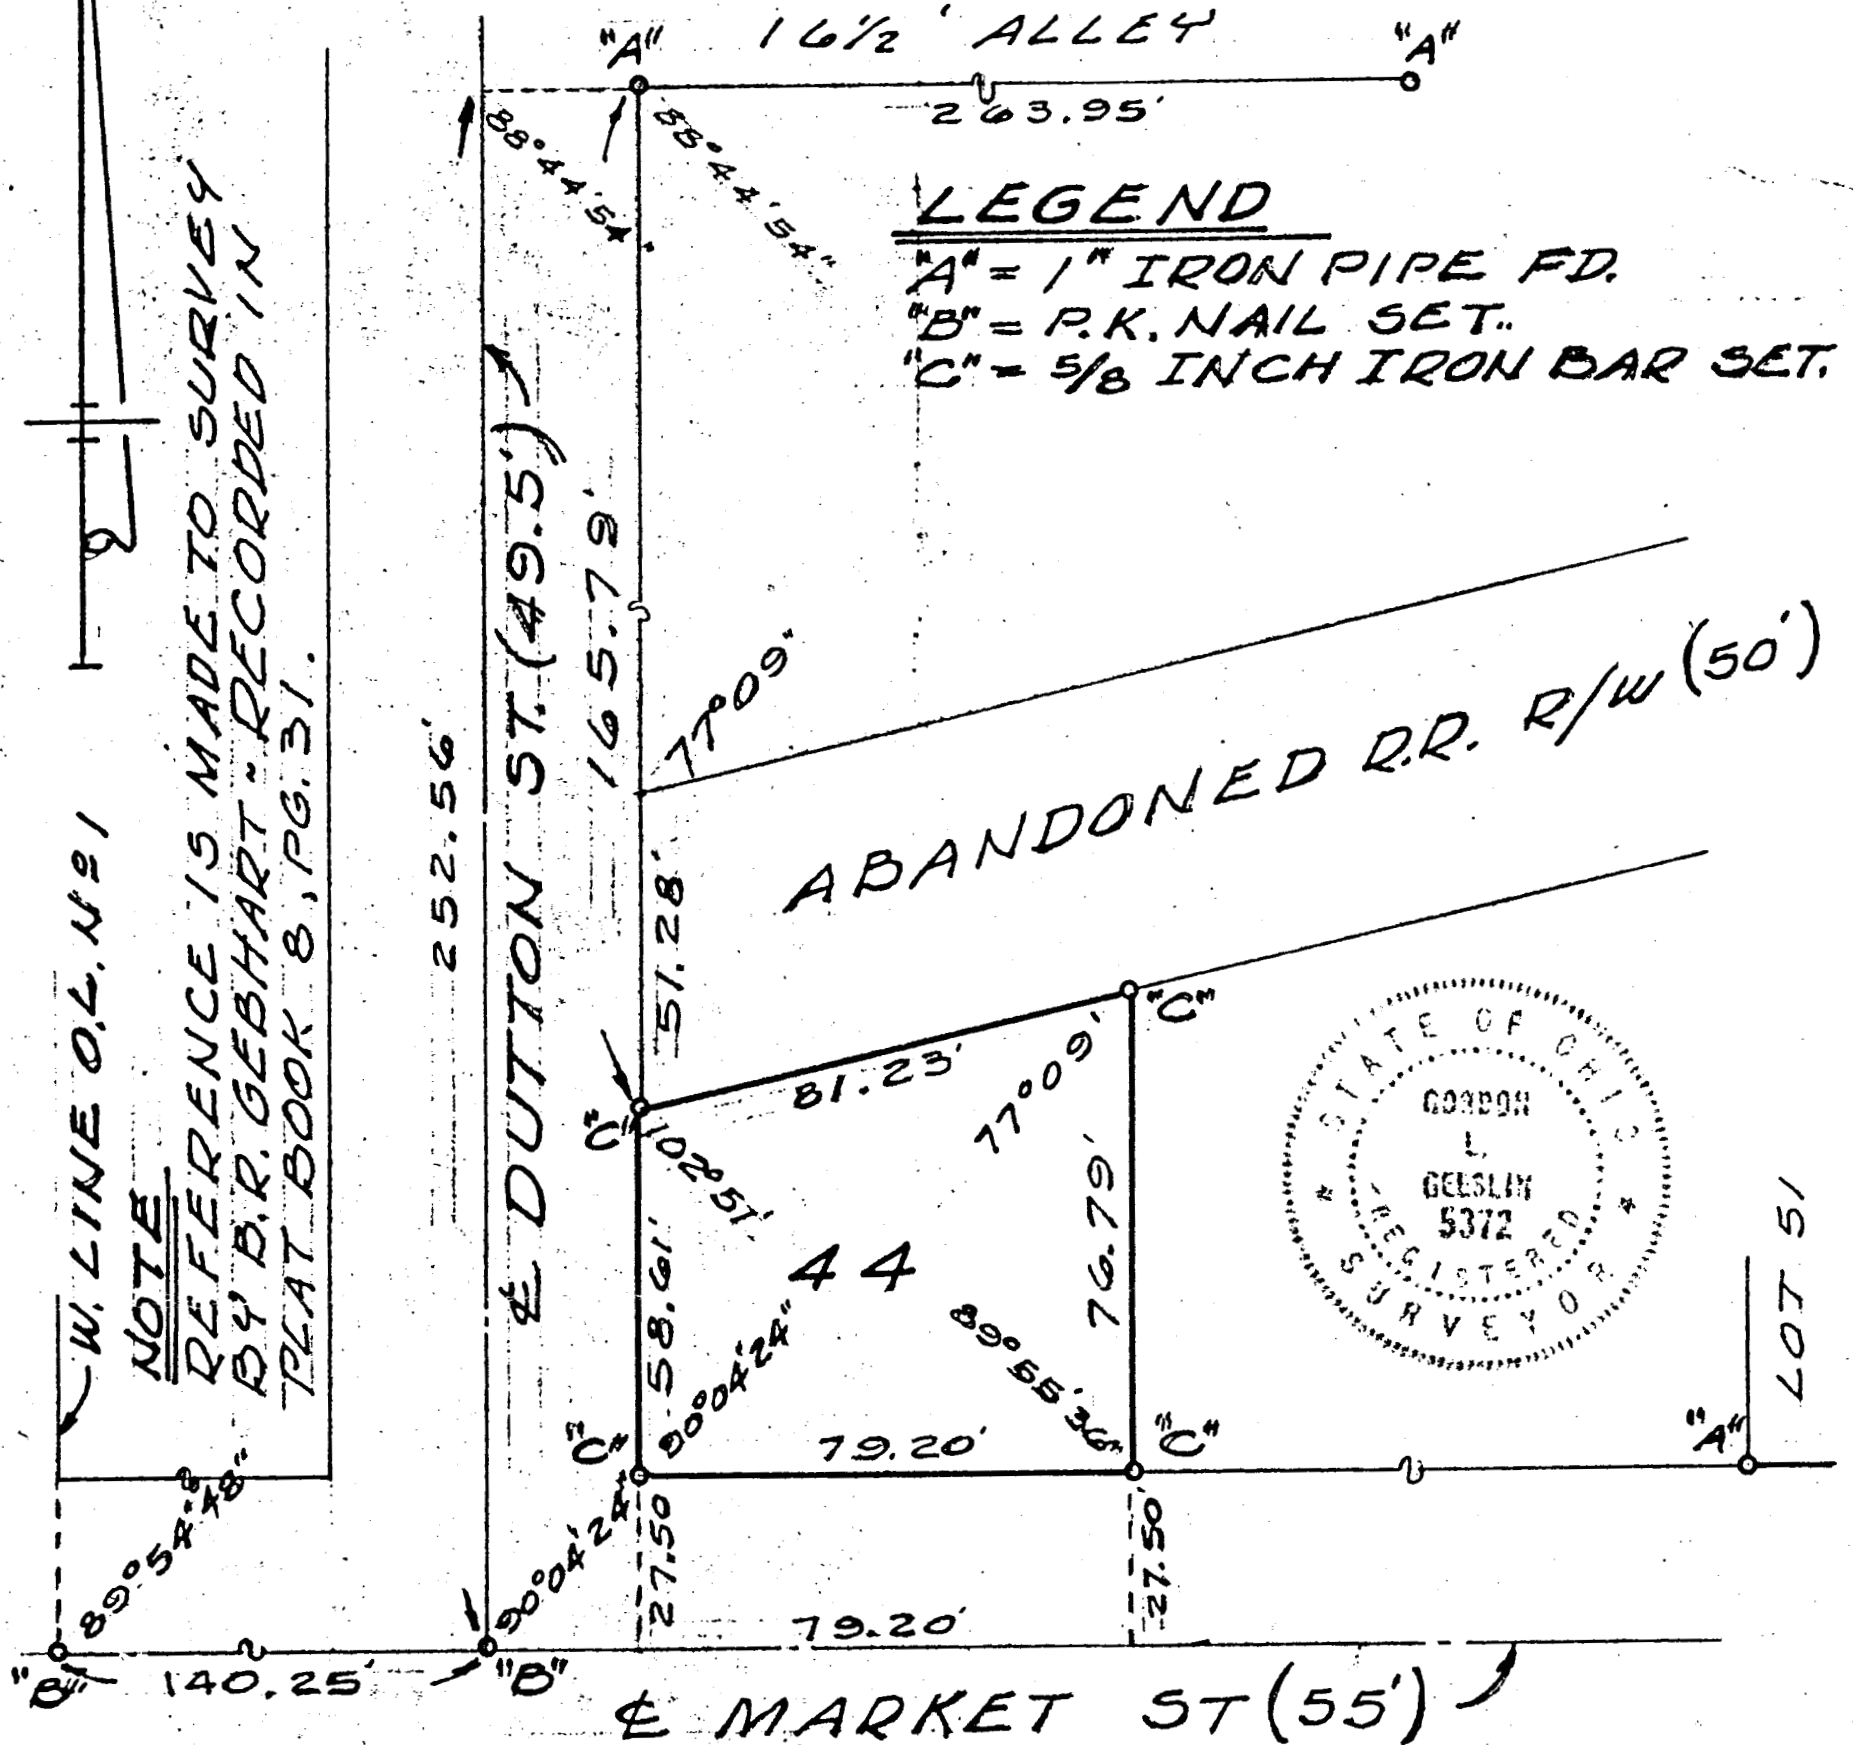 16½' ALLEY
"A"
"A"
263.95'
88°44'54"
88°44'54"
LEGEND
"A" = 1" IRON PIPE FD.
"B" = P.K. NAIL SET.
"C" = 5/8 INCH IRON BAR SET.
W. LINE O.L. Nº 1
NOTE
REFERENCE IS MADE TO SURVEY
BY B.R. GEBHART ~ RECORDED IN
PLAT BOOK 8, PG. 31.
252.56'
℄ DUTTON ST. (49.5')
165.79'
77°09'
51.28'
ABANDONED R.R. R/W (50')
"C"
81.23'
77°09'
"C"
102°51'
58.61'
44
76.79'
90°04'24"
89°55'36"
"C"
79.20'
"C"
"A"
LOT 51
STATE OF OHIO
GORDON
L.
GEESLIN
5372
REGISTERED
SURVEYOR
89°54'48"
90°04'24"
27.50'
27.50'
79.20'
"B"
140.25'
"B"
℄ MARKET ST (55')